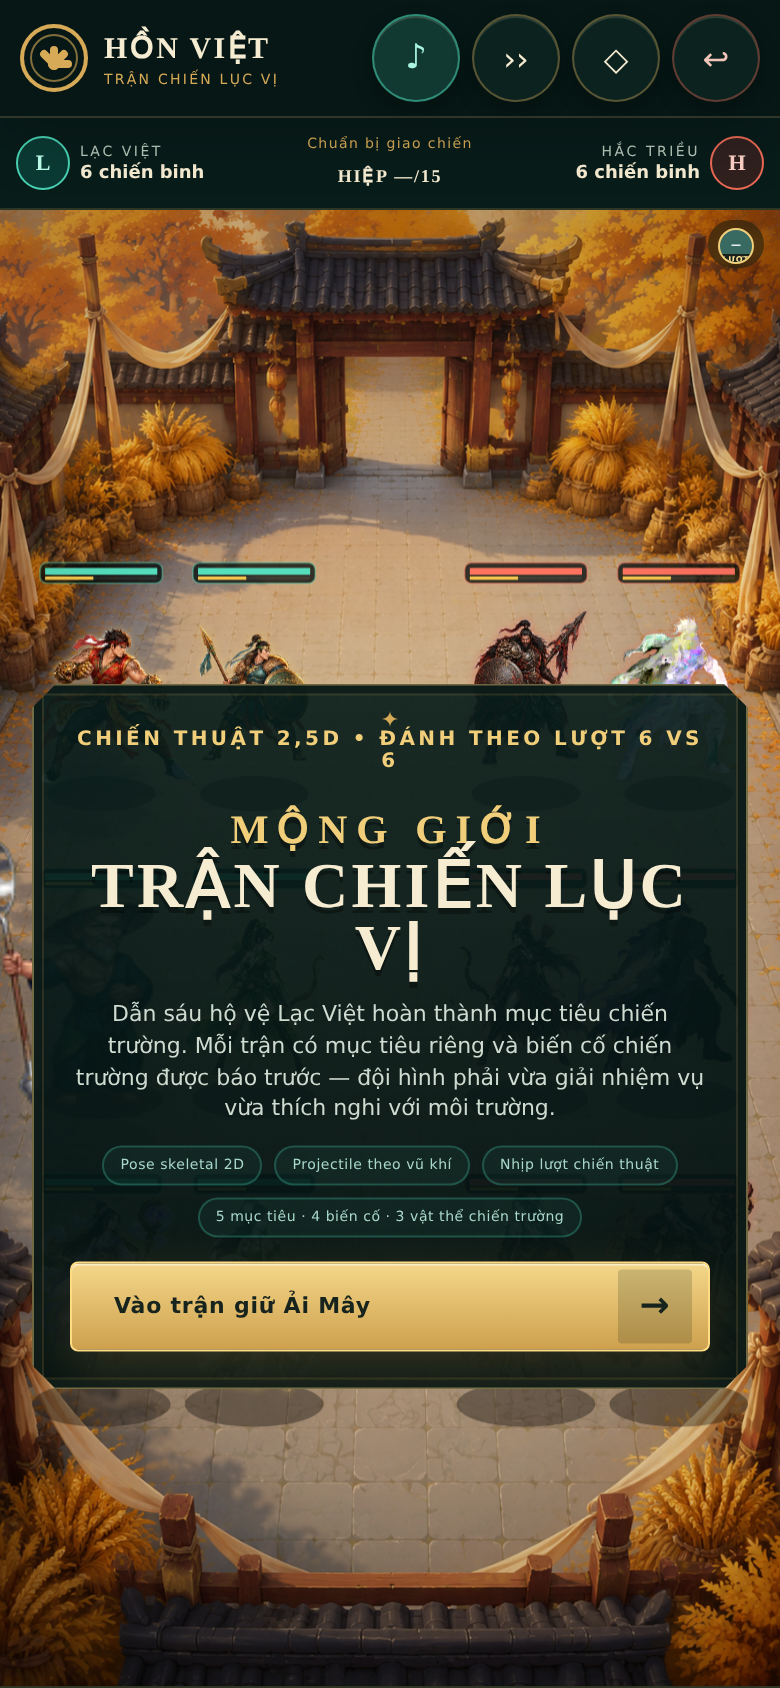 HỒN VIỆT
TRẬN CHIẾN LỤC VỊ
L
LẠC VIỆT
6 chiến binh
Chuẩn bị giao chiến
HIỆP —/15
HẮC TRIỀU
6 chiến binh
H
CHIẾN THUẬT 2,5D • ĐÁNH THEO LƯỢT 6 VS
6
MỘNG GIỚI
TRẬN CHIẾN LỤC
VỊ
Dẫn sáu hộ vệ Lạc Việt hoàn thành mục tiêu chiến
trường. Mỗi trận có mục tiêu riêng và biến cố chiến
trường được báo trước — đội hình phải vừa giải nhiệm vụ
vừa thích nghi với môi trường.
Pose skeletal 2D
Projectile theo vũ khí
Nhịp lượt chiến thuật
5 mục tiêu · 4 biến cố · 3 vật thể chiến trường
Vào trận giữ Ải Mây →